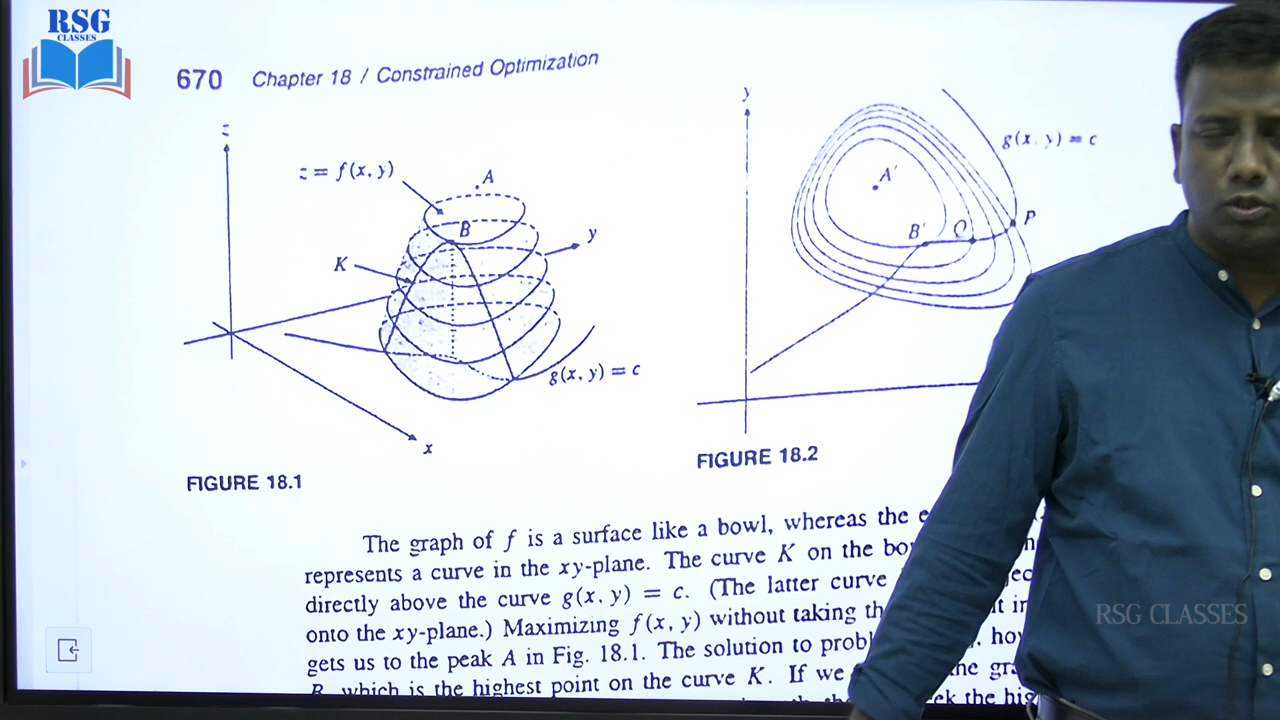 RSG
CLASSES
670 Chapter 18 / Constrained Optimization
z
z = f(x, y)
A
B
y
K
g(x, y) = c
x
FIGURE 18.1
y
g(x, y) = c
A'
P
B'
FIGURE 18.2
The graph of f is a surface like a bowl, whereas the
represents a curve in the xy-plane. The curve K on the
directly above the curve g(x, y) = c. (The latter curve
onto the xy-plane.) Maximizing f(x, y) without taking
gets us to the peak A in Fig. 18.1. The solution to
B, which is the highest point on the curve K. If we
the
RSG CLASSES